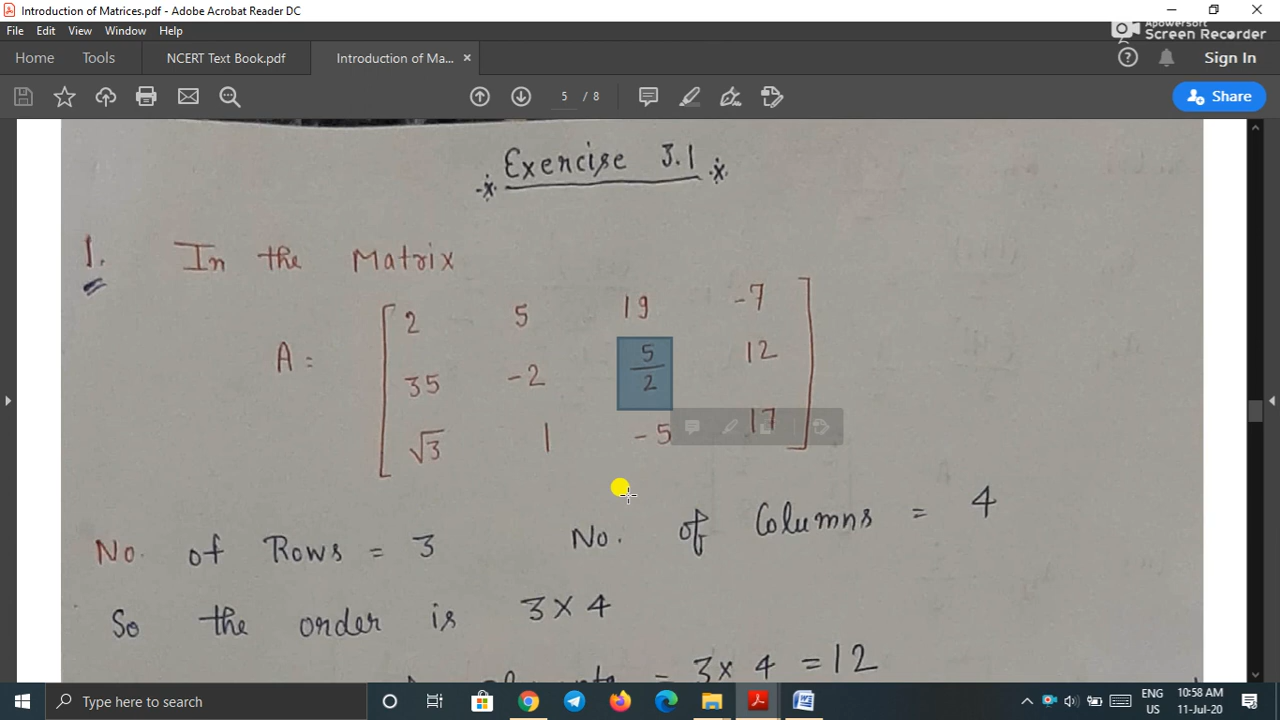 Introduction of Matrices.pdf - Adobe Acrobat Reader DC
File Edit View Window Help
Apowersoft
Screen Recorder
Home Tools NCERT Text Book.pdf Introduction of Ma... × Sign In
5 / 8 Share
Exercise 3.1
1. In the Matrix
A = [ 2 5 19 -7
35 -2 5/2 12
√3 1 -5 17 ]
No. of Rows = 3 No. of Columns = 4
So the order is 3 × 4
= 3 × 4 = 12
Type here to search
ENG 10:58 AM
US 11-Jul-20